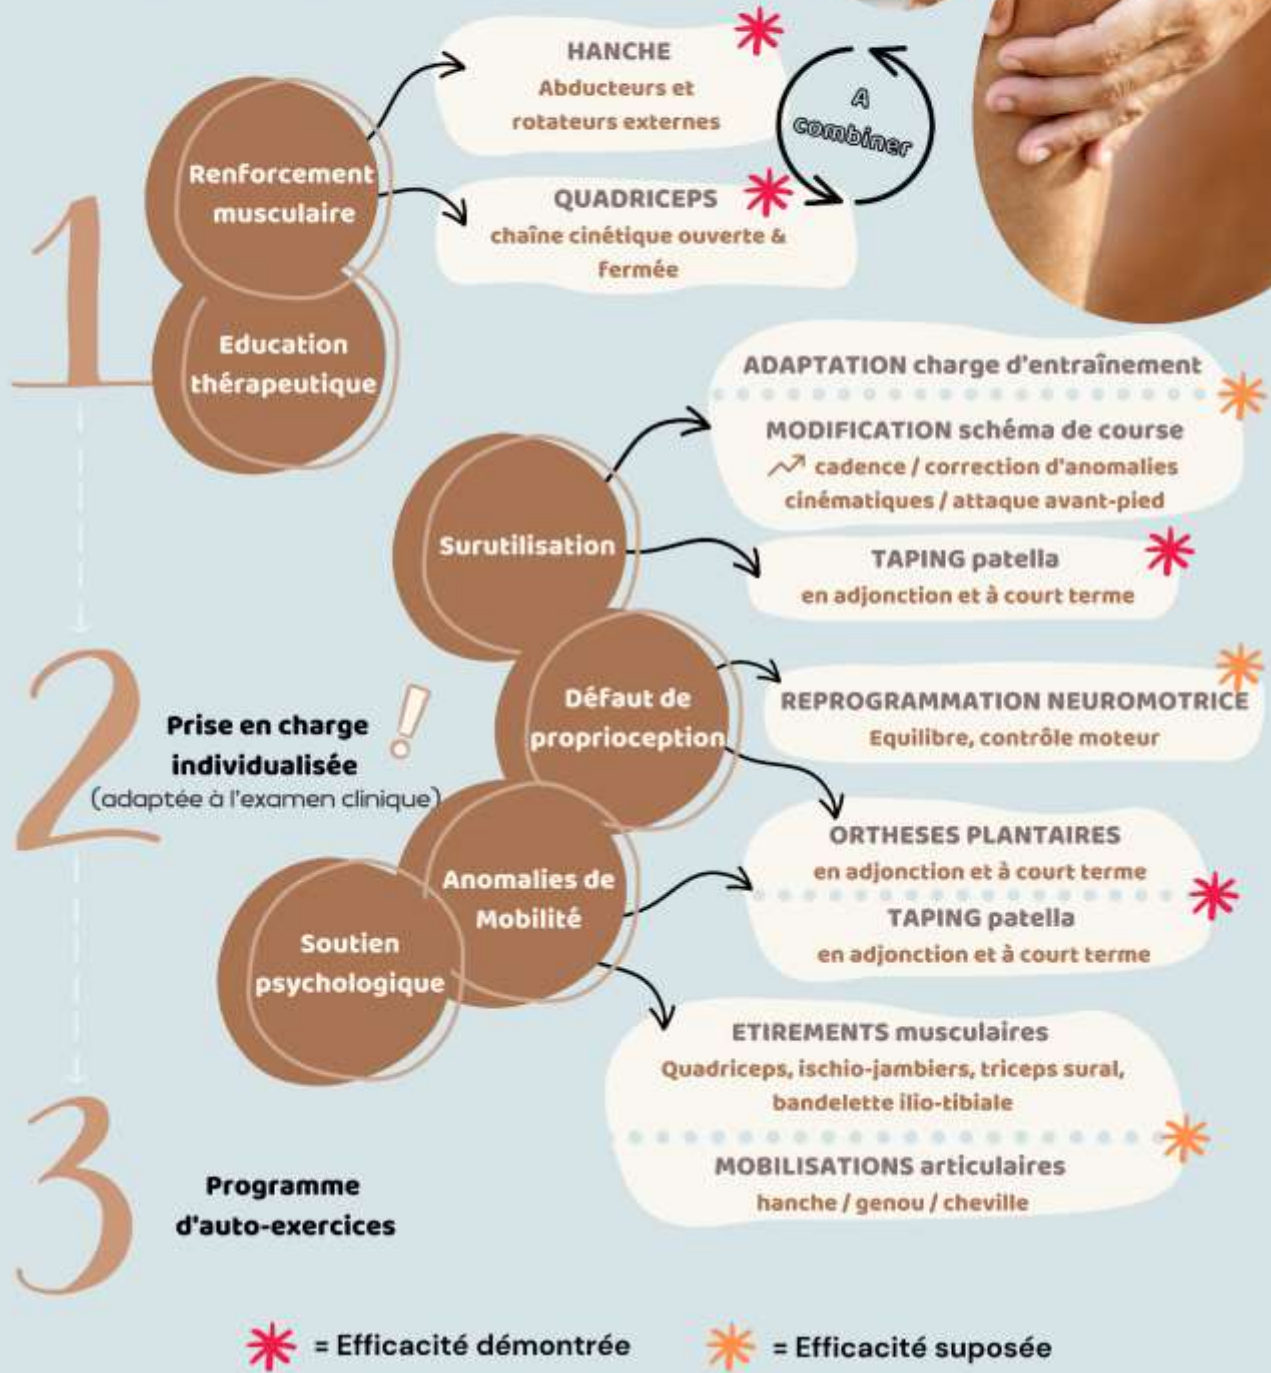 HANCHE
Abducteurs et
rotateurs externes
A
combiner
1
Renforcement
musculaire
QUADRICEPS
chaîne cinétique ouverte &
fermée
Education
thérapeutique
ADAPTATION charge d'entraînement
MODIFICATION schéma de course
cadence / correction d'anomalies
cinématiques / attaque avant-pied
Surutilisation
TAPING patella
en adjonction et à court terme
2
Prise en charge
individualisée
(adaptée à l'examen clinique)
!
Défaut de
proprioception
REPROGRAMMATION NEUROMOTRICE
Equilibre, contrôle moteur
ORTHESES PLANTAIRES
en adjonction et à court terme
TAPING patella
en adjonction et à court terme
Anomalies de
Mobilité
Soutien
psychologique
ETIREMENTS musculaires
Quadriceps, ischio-jambiers, triceps sural,
bandelette ilio-tibiale
MOBILISATIONS articulaires
hanche / genou / cheville
3
Programme
d'auto-exercices
= Efficacité démontrée
= Efficacité suposée